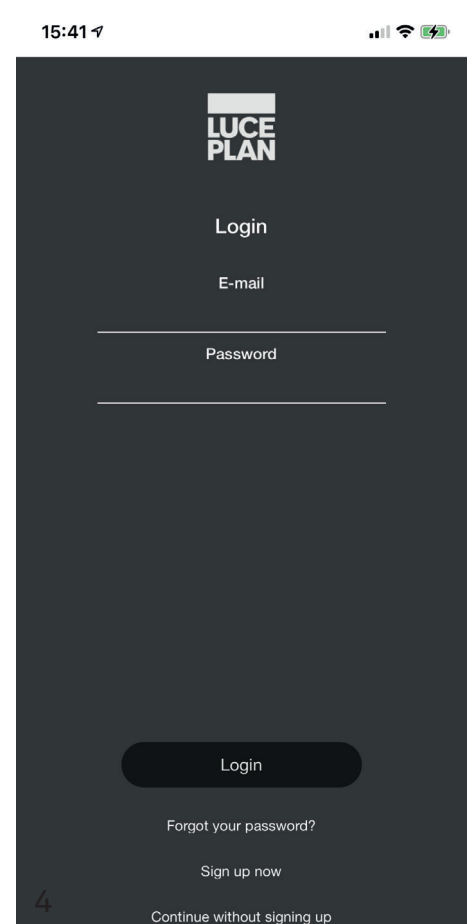 15:41
LUCE
PLAN
Login
E-mail
Password
Login
Forgot your password?
Sign up now
4
Continue without signing up